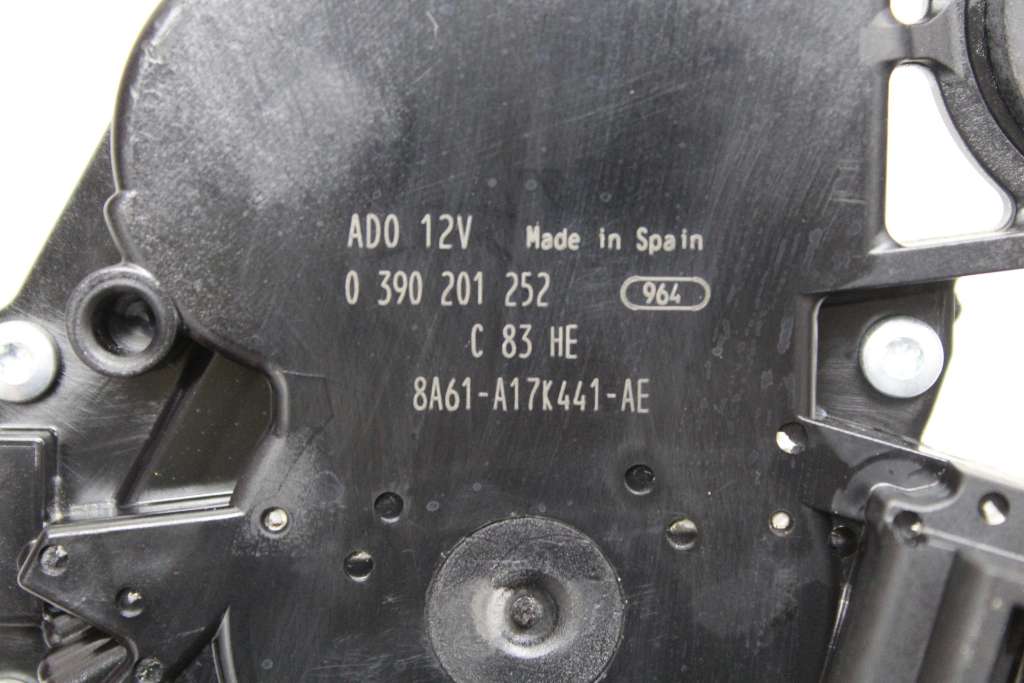 ADO 12V Made in Spain
0 390 201 252 964
C 83 HE
8A61-A17K441-AE